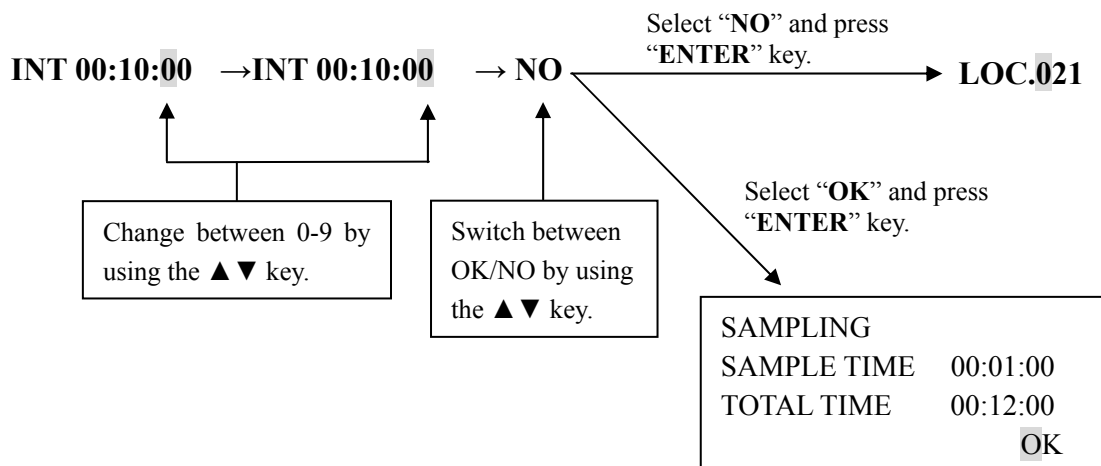 Select “NO” and press
“ENTER” key.
INT 00:10:00 →INT 00:10:00 → NO
LOC.021
Select “OK” and press
“ENTER” key.
Change between 0-9 by
using the ▲▼ key.
Switch between
OK/NO by using
the ▲▼ key.
SAMPLING
SAMPLE TIME 00:01:00
TOTAL TIME 00:12:00
OK